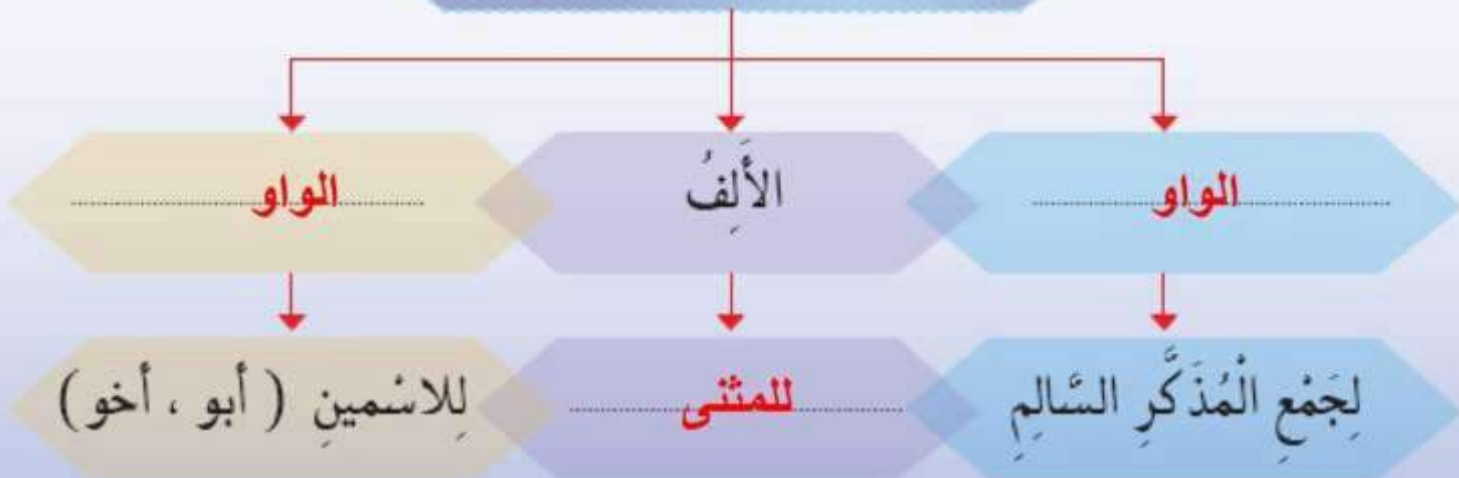 الواو الأَلِفُ الواو
لِجَمْعِ الْمُذَكَّرِ السَّالِمِ للمثنى لِلاسْمينِ ( أبو ، أخو )